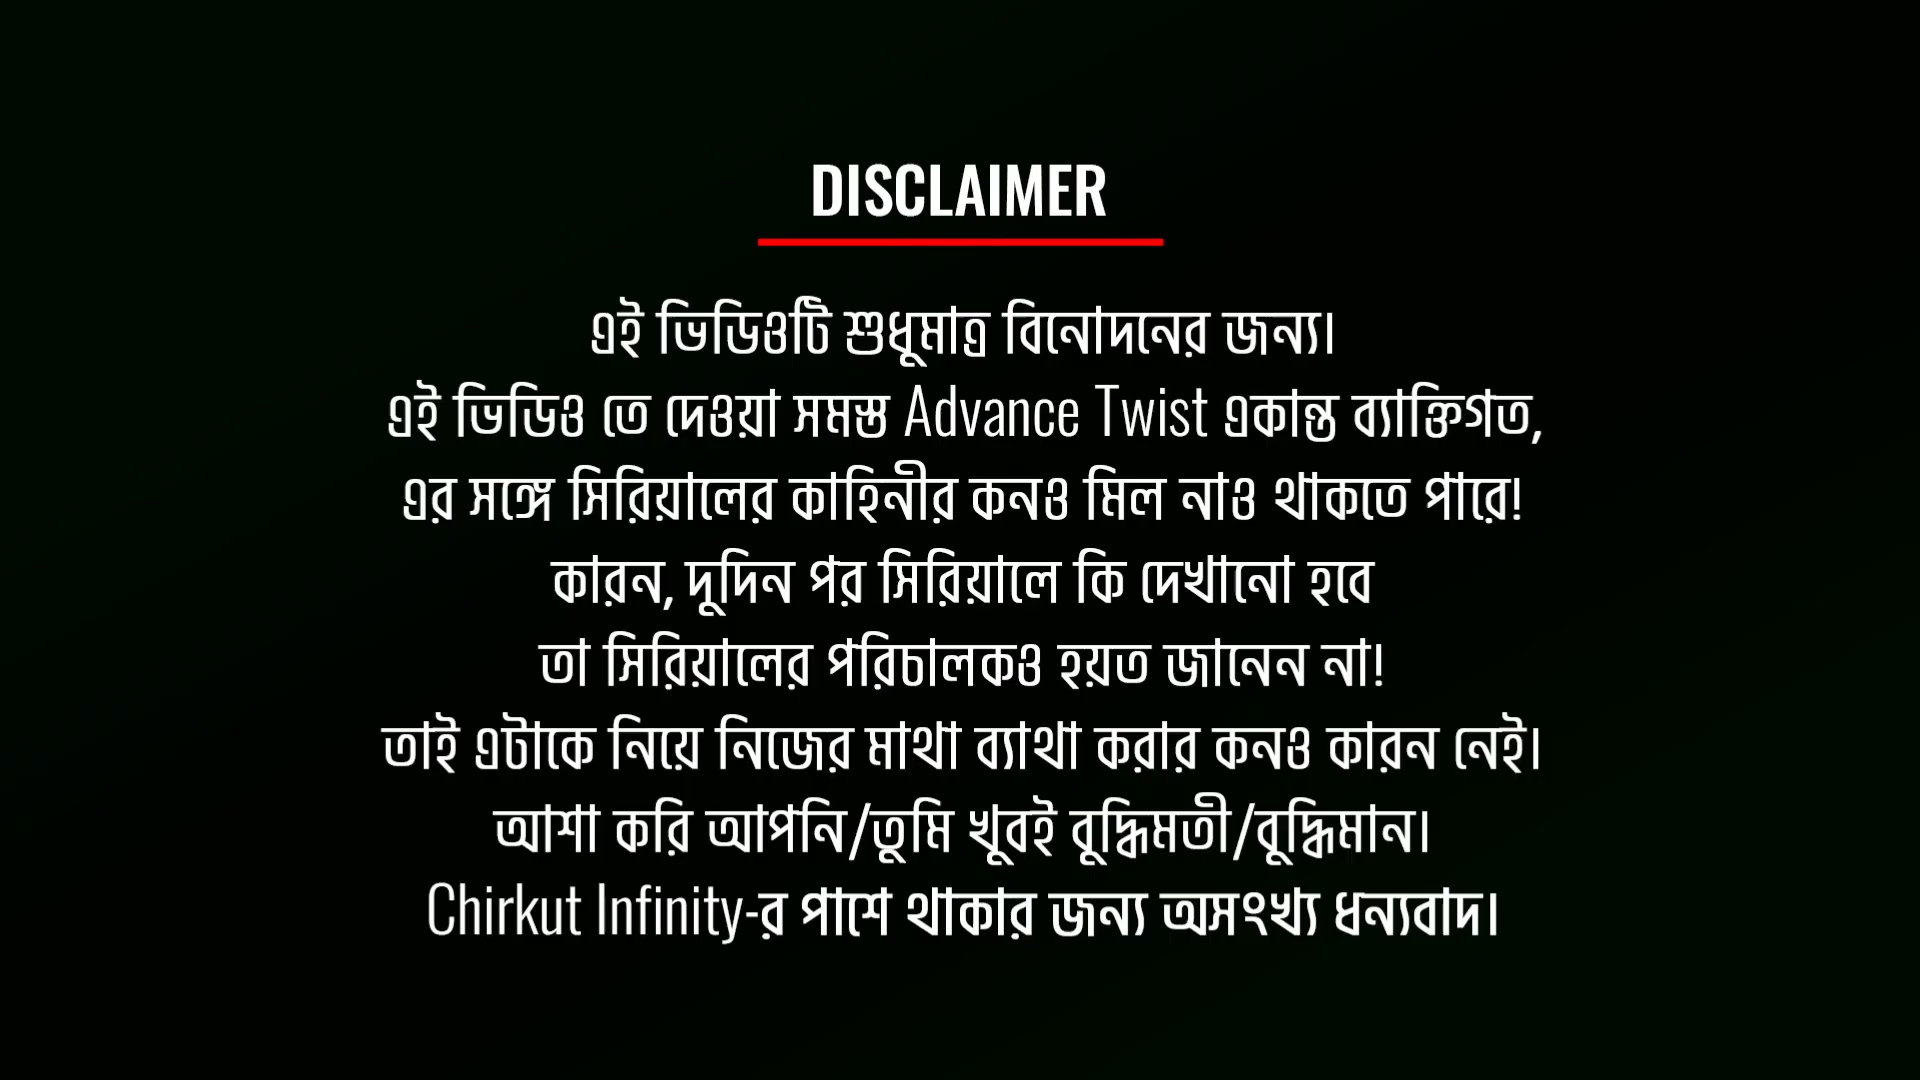 DISCLAIMER
এই ভিডিওটি শুধুমাত্র বিনোদনের জন্য।
এই ভিডিও তে দেওয়া সমস্ত Advance Twist একান্ত ব্যাক্তিগত,
এর সঙ্গে সিরিয়ালের কাহিনীর কনও মিল নাও থাকতে পারে!
কারন, দুদিন পর সিরিয়ালে কি দেখানো হবে
তা সিরিয়ালের পরিচালকও হয়ত জানেন না!
তাই এটাকে নিয়ে নিজের মাথা ব্যাথা করার কনও কারন নেই।
আশা করি আপনি/তুমি খুবই বুদ্ধিমতী/বুদ্ধিমান।
Chirkut Infinity-র পাশে থাকার জন্য অসংখ্য ধন্যবাদ।